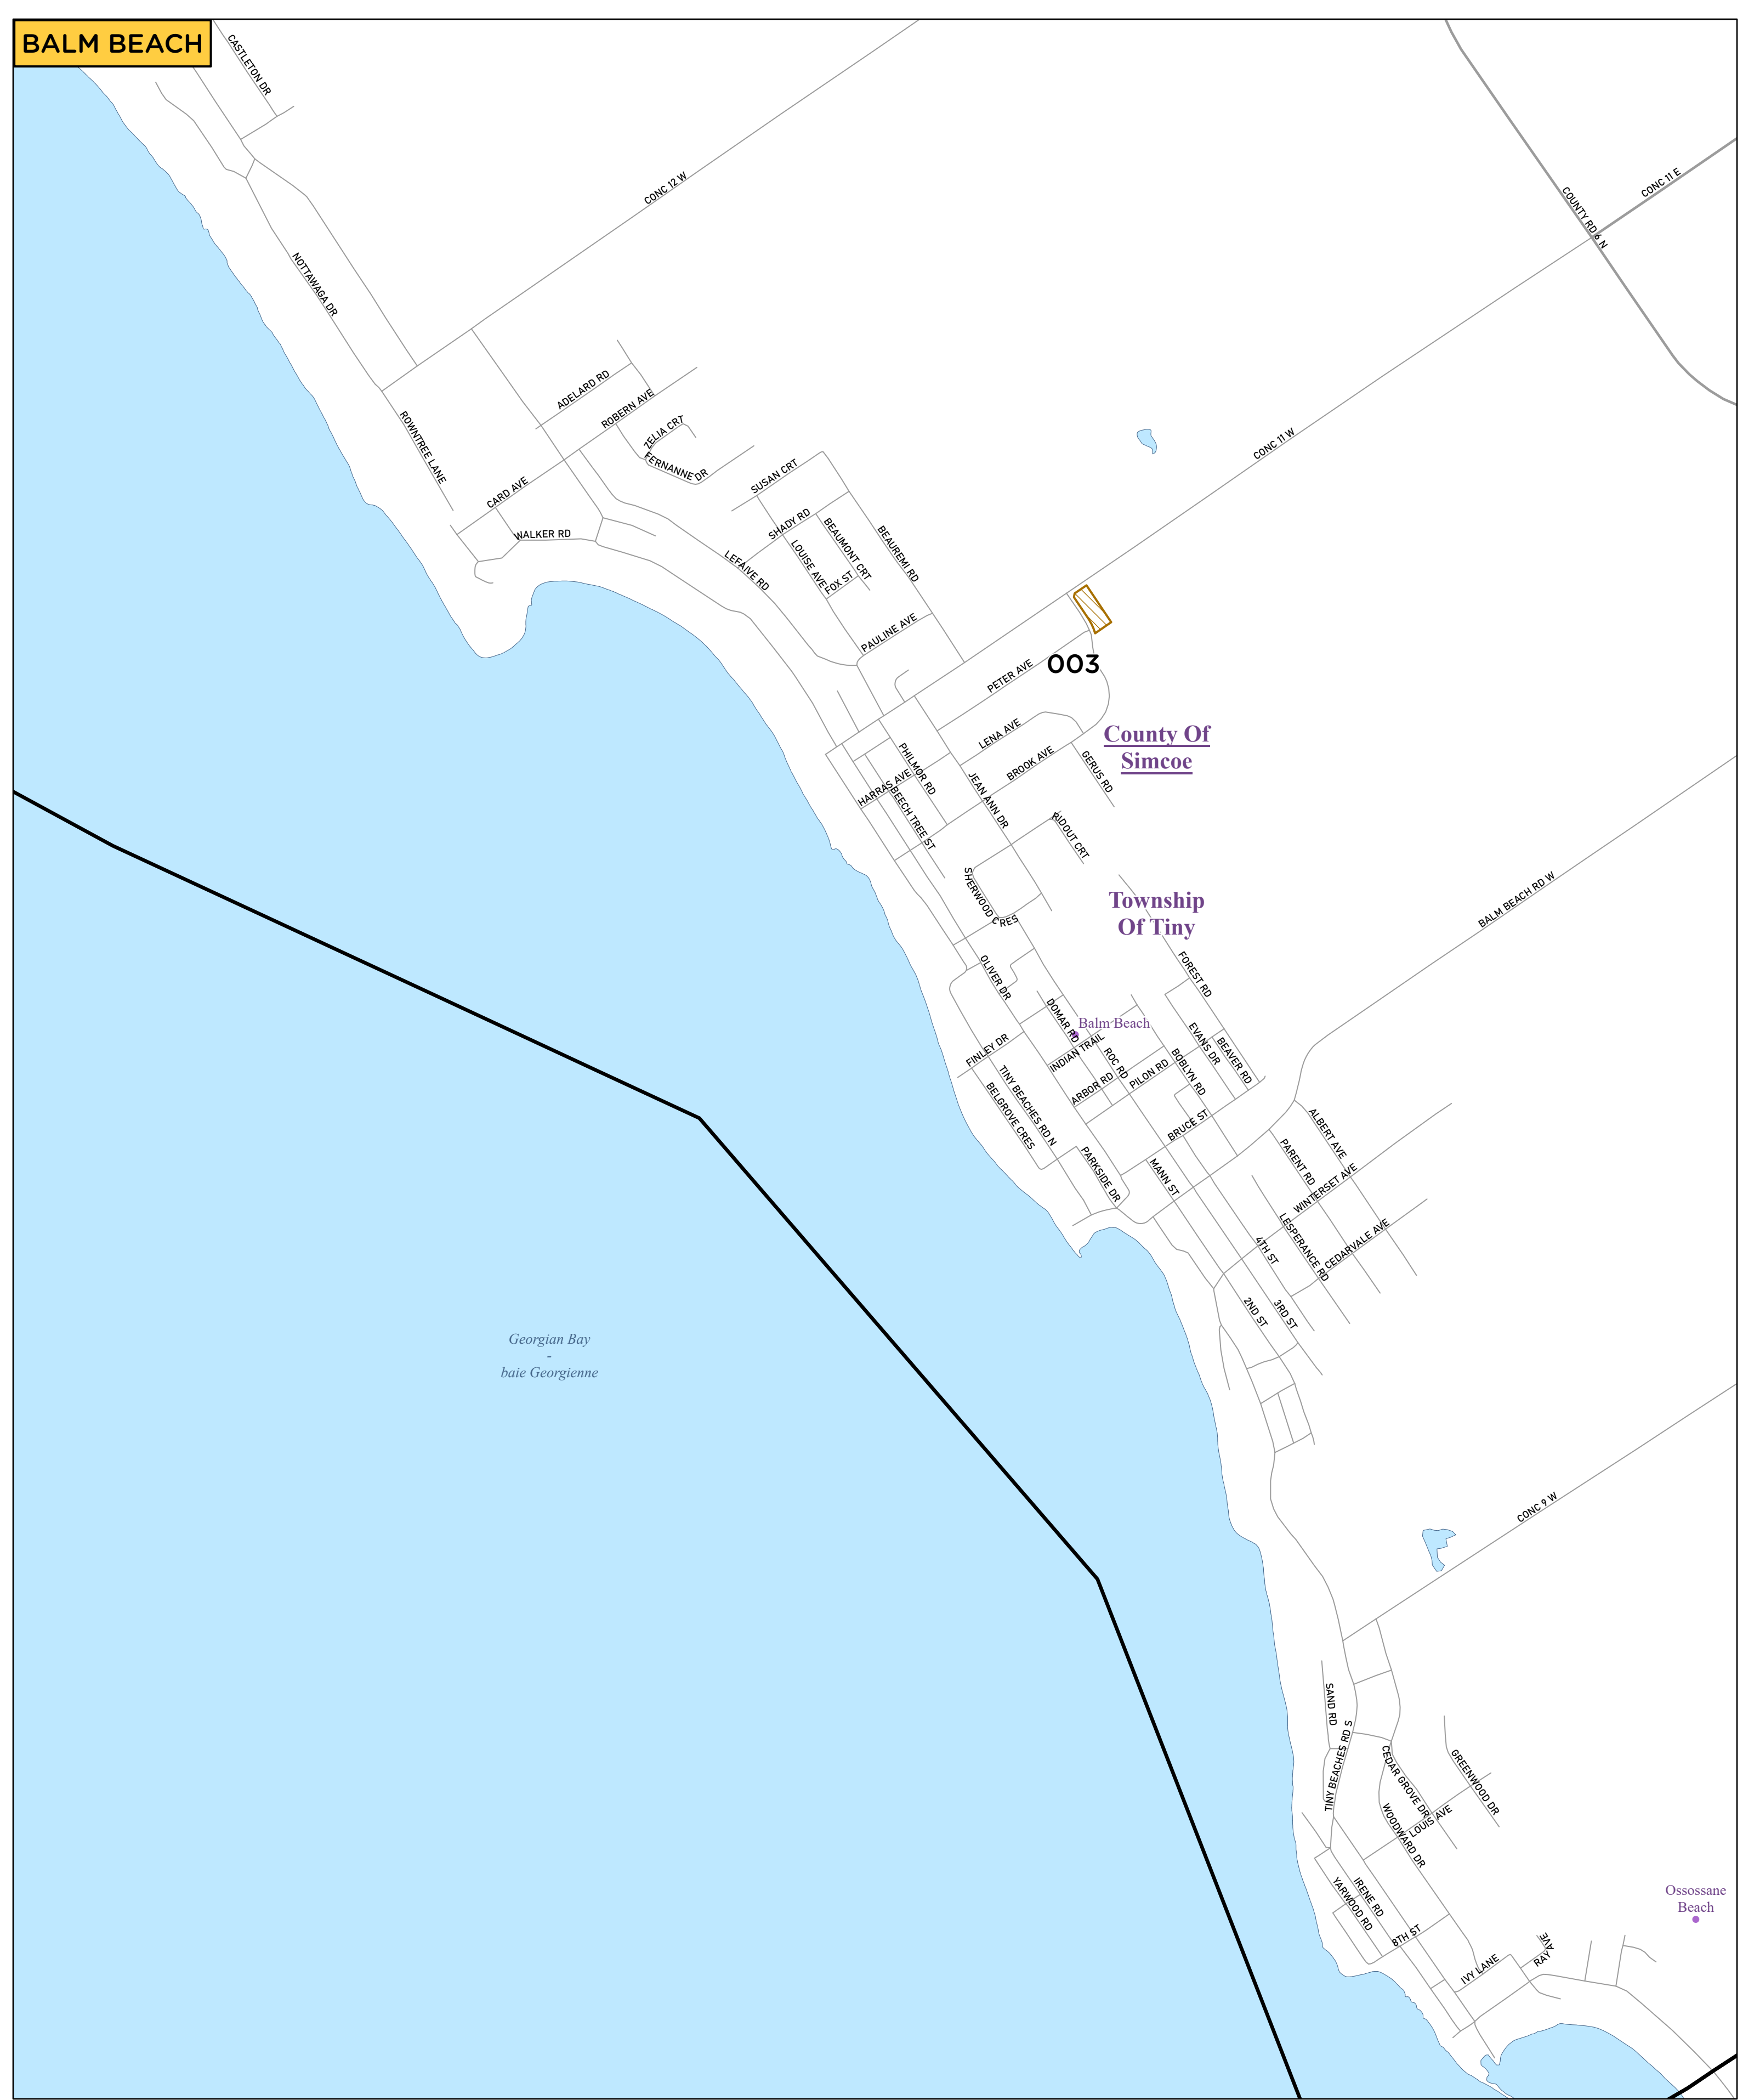 BALM BEACH
CASTLETON DR
CONC 12 W
COUNTY RD 6 N
CONC 11 E
NOTTAWAGA DR
ADELARD RD
ROBERN AVE
ROWNTREE LANE
ZELIA CRT
FERNANNE DR
CONC 11 W
SUSAN CRT
CARD AVE
WALKER RD
SHADY RD
BEAUMONT CRT
BEAUREMI RD
LOUISE AVE
FOX ST
LEFAIVE RD
PAULINE AVE
003
PETER AVE
County Of
Simcoe
LENA AVE
BROOK AVE
GERUS RD
PHILMOR RD
HARRAS AVE
BEECH TREE ST
JEAN ANN DR
RIDOUT CRT
SHERWOOD CRES
Township
Of Tiny
BALM BEACH RD W
OLIVER DR
FOREST RD
DOMAR RD
Balm Beach
INDIAN TRAIL
ROC RD
EVANS DR
BEAVER RD
FINLEY DR
ARBOR RD
PILON RD
BOBLYN RD
TINY BEACHES RD N
BELGROVE CRES
BRUCE ST
ALBERT AVE
PARENT RD
PARKSIDE DR
MANN ST
WINTERSET AVE
LESPERANCE RD
CEDARVALE AVE
4TH ST
2ND ST
3RD ST
Georgian Bay
-
baie Georgienne
CONC 9 W
SAND RD
TINY BEACHES RD S
CEDAR GROVE DR
GREENWOOD DR
LOUIS AVE
WOODWARD DR
IRENE RD
YARWOOD RD
8TH ST
Ossossane
Beach
IVY LANE
RAY AVE